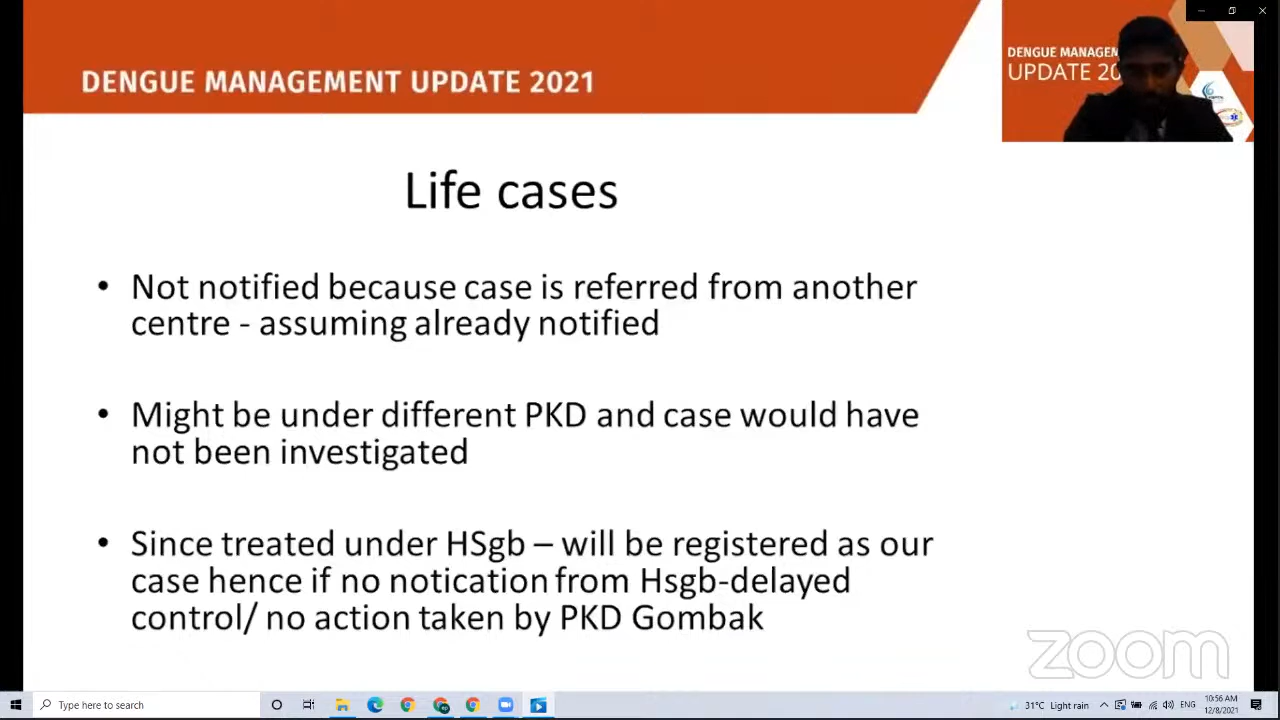 DENGUE MANAGEMENT UPDATE 2021
DENGUE MANAGEM
UPDATE 20
Life cases
• Not notified because case is referred from another
centre - assuming already notified
• Might be under different PKD and case would have
not been investigated
• Since treated under HSgb – will be registered as our
case hence if no notication from Hsgb-delayed
control/ no action taken by PKD Gombak
zoom
Type here to search
31°C Light rain
ENG
10:56 AM
12/8/2021